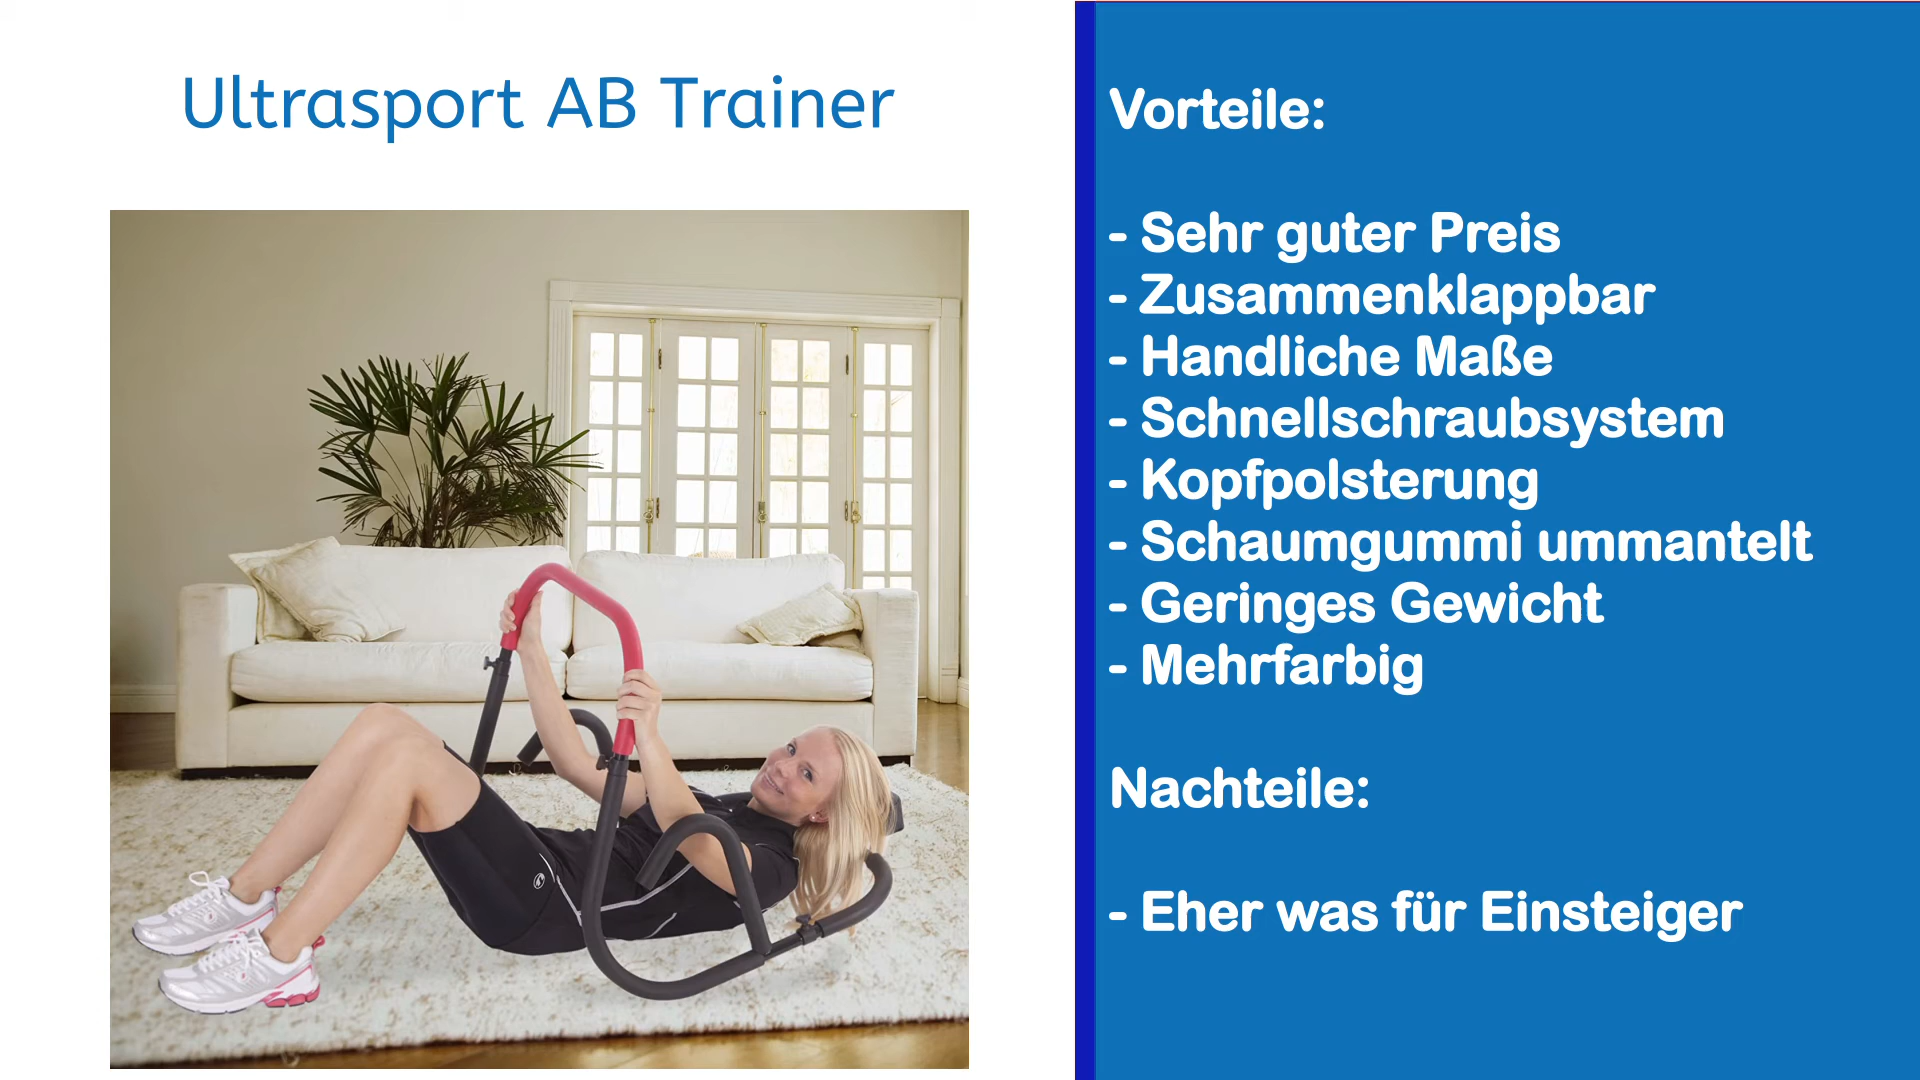 Ultrasport AB Trainer
Vorteile:
- Sehr guter Preis
- Zusammenklappbar
- Handliche Maße
- Schnellschraubsystem
- Kopfpolsterung
- Schaumgummi ummantelt
- Geringes Gewicht
- Mehrfarbig
Nachteile:
- Eher was für Einsteiger